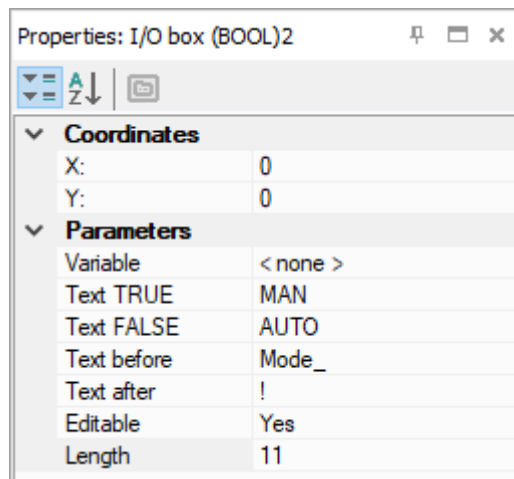 Properties: I/O box (BOOL)2
Coordinates
X: 0
Y: 0
Parameters
Variable < none >
Text TRUE MAN
Text FALSE AUTO
Text before Mode_
Text after !
Editable Yes
Length 11